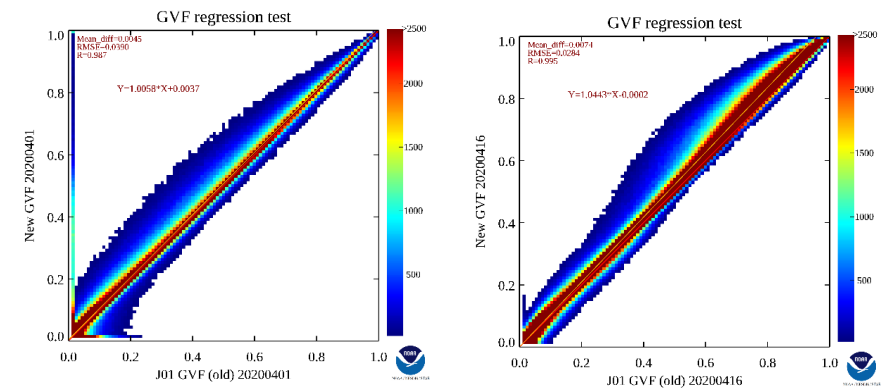 GVF regression test
Mean_diff=0.0045
RMSE=0.0390
R=0.987
Y=1.0058*X+0.0037
New GVF 20200401
1.0
0.8
0.6
0.4
0.2
0.0
0.0 0.2 0.4 0.6 0.8 1.0
J01 GVF (old) 20200401
>2500
2000
1500
1000
500
NOAA
GVF regression test
Mean_diff=0.0074
RMSE=0.0284
R=0.995
Y=1.0443*X-0.0002
New GVF 20200416
1.0
0.8
0.6
0.4
0.2
0.0
0.0 0.2 0.4 0.6 0.8 1.0
J01 GVF (old) 20200416
>2500
2000
1500
1000
500
NOAA